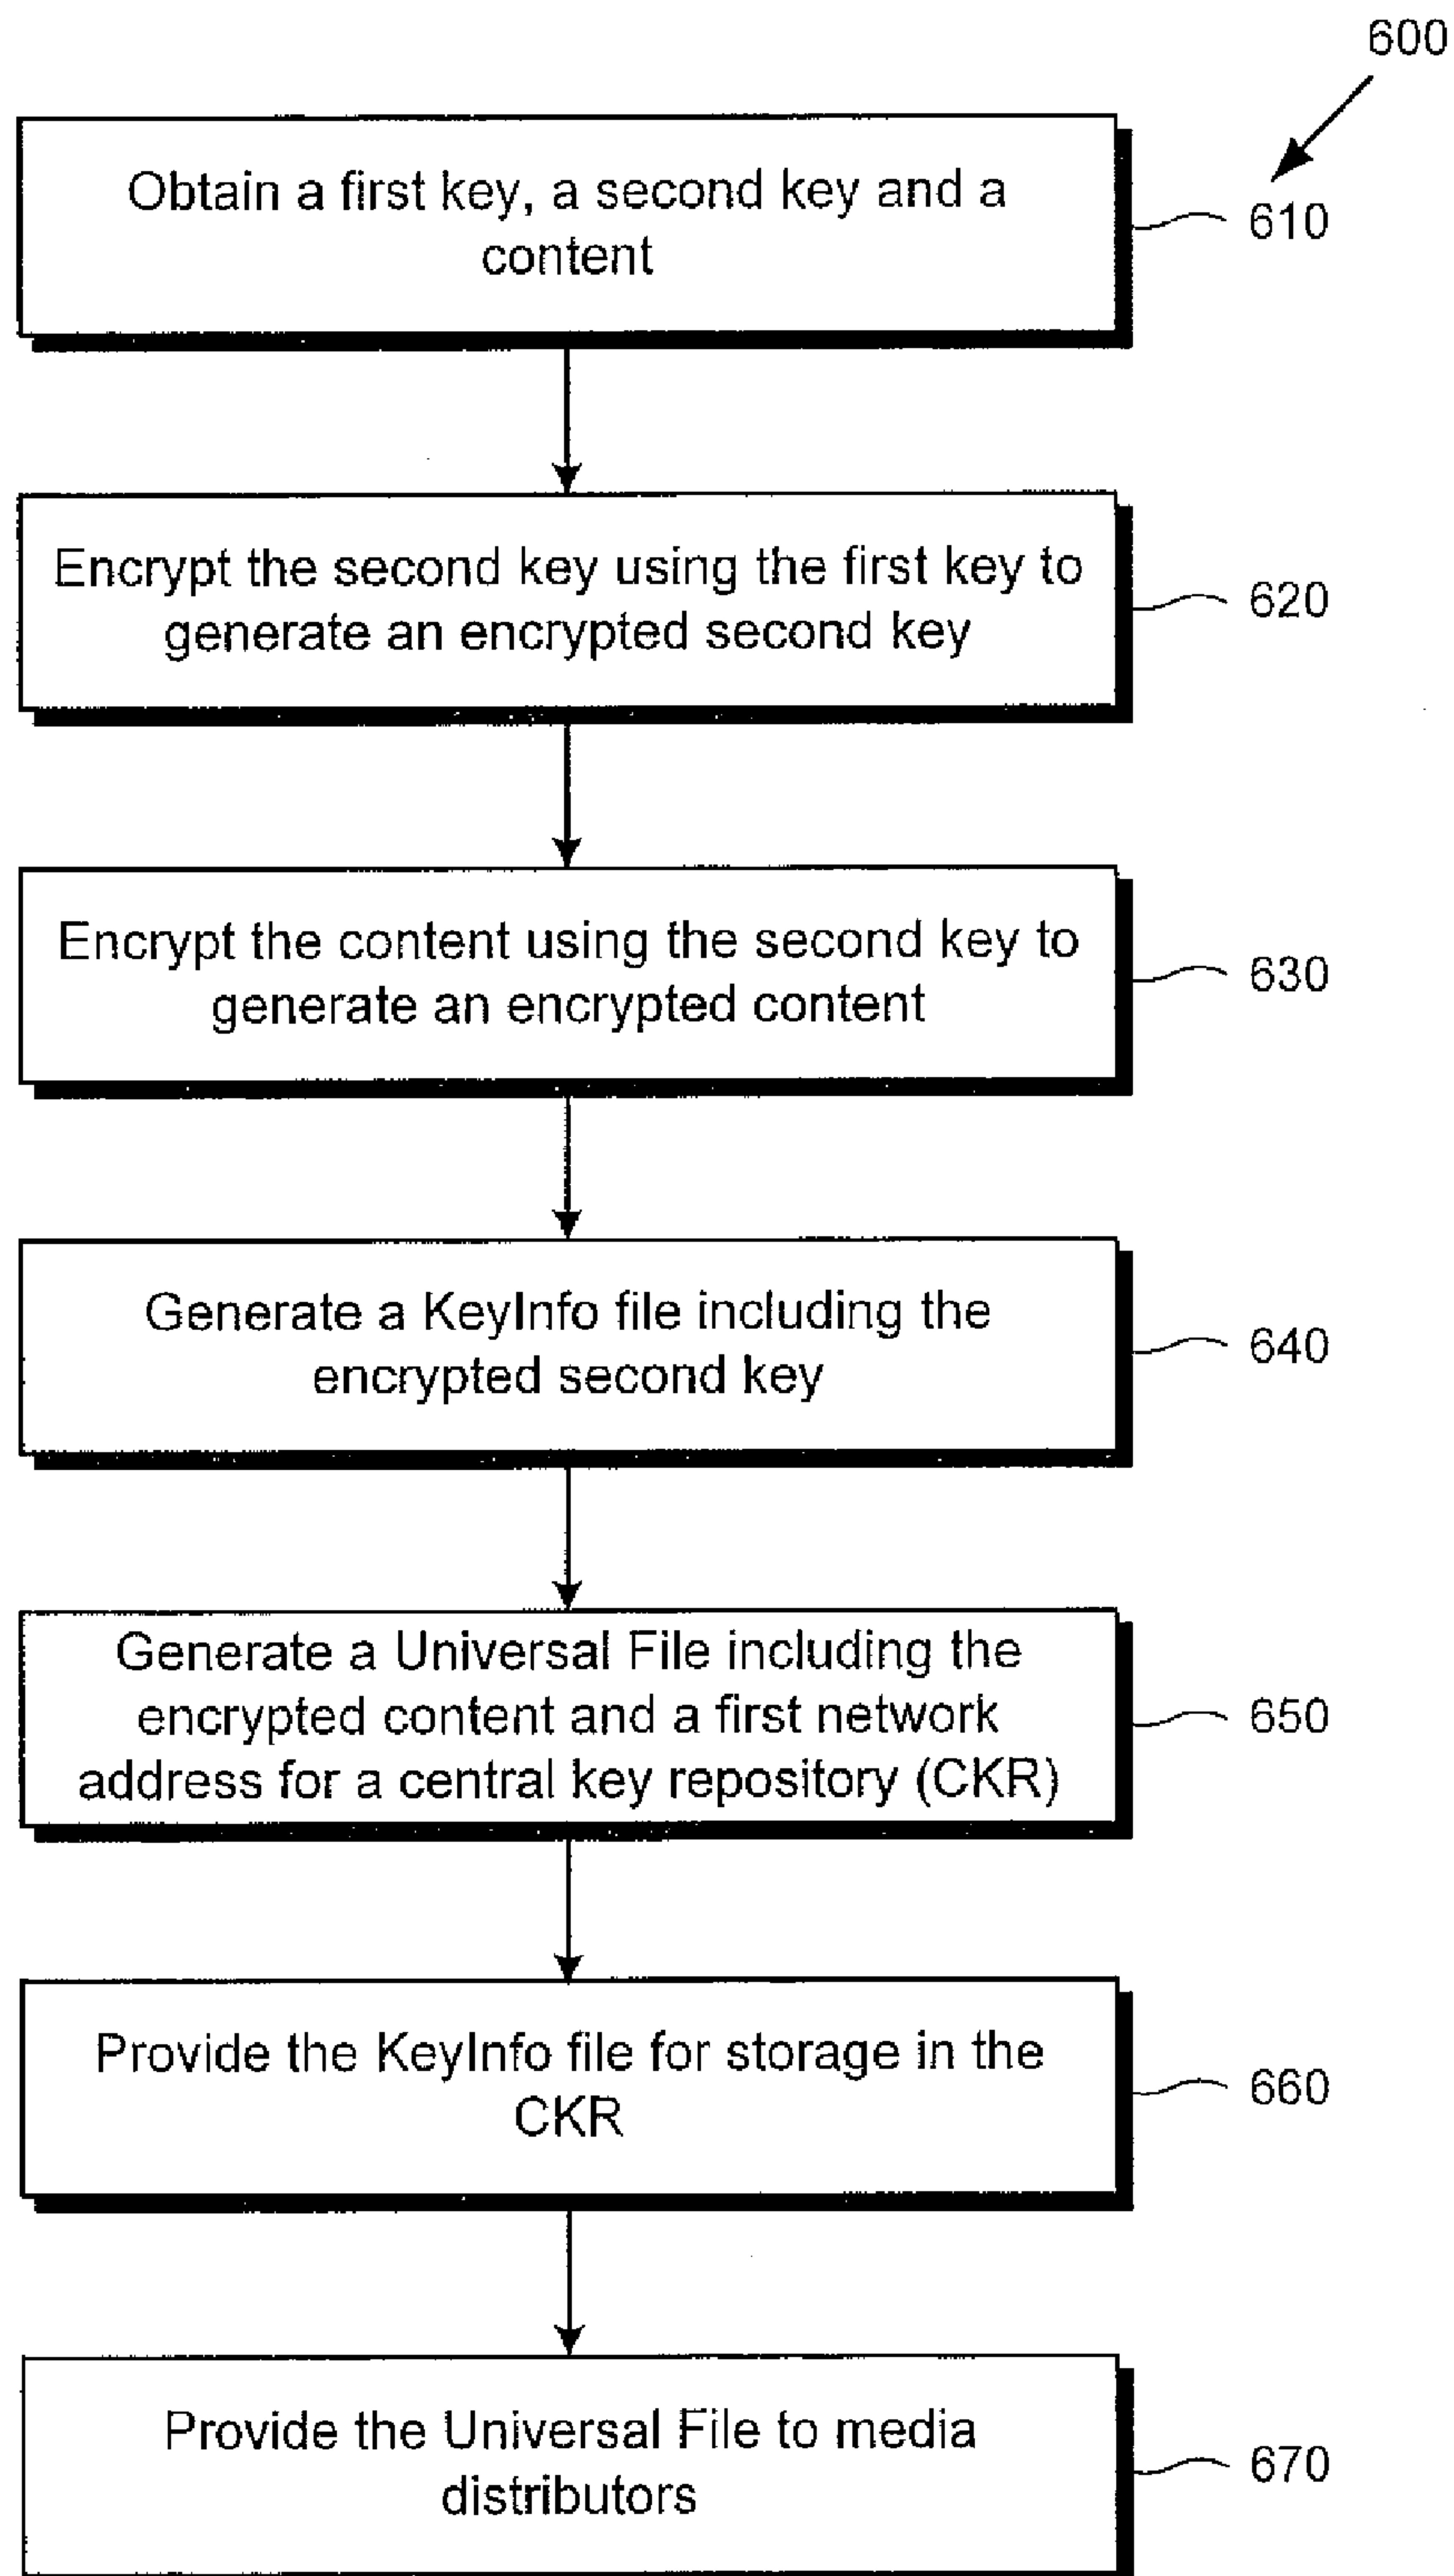 600
Obtain a first key, a second key and a
content
610
Encrypt the second key using the first key to
generate an encrypted second key
620
Encrypt the content using the second key to
generate an encrypted content
630
Generate a KeyInfo file including the
encrypted second key
640
Generate a Universal File including the
encrypted content and a first network
address for a central key repository (CKR)
650
Provide the KeyInfo file for storage in the
CKR
660
Provide the Universal File to media
distributors
670